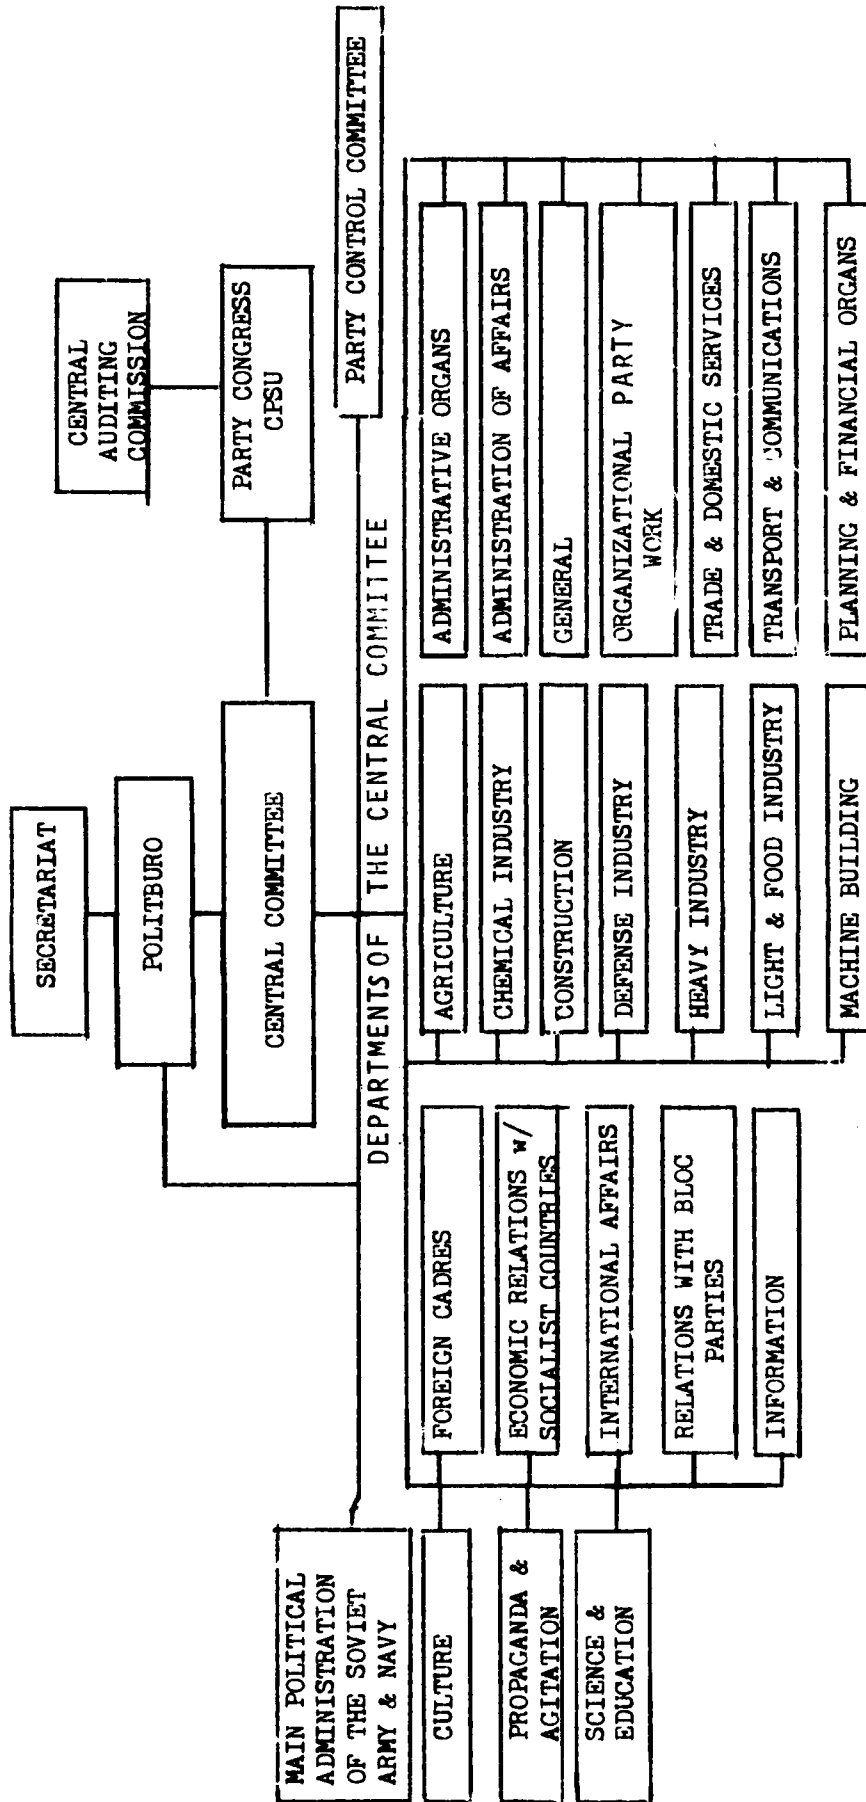 SECRETARIAT
POLITBURO
CENTRAL COMMITTEE
CENTRAL
AUDITING
COMMISSION
PARTY CONGRESS
CPSU
PARTY CONTROL COMMITTEE
DEPARTMENTS OF THE CENTRAL COMMITTEE
MAIN POLITICAL
ADMINISTRATION
OF THE SOVIET
ARMY & NAVY
CULTURE
PROPAGANDA &
AGITATION
SCIENCE &
EDUCATION
FOREIGN CADRES
ECONOMIC RELATIONS w/
SOCIALIST COUNTRIES
INTERNATIONAL AFFAIRS
RELATIONS WITH BLOC
PARTIES
INFORMATION
AGRICULTURE
CHEMICAL INDUSTRY
CONSTRUCTION
DEFENSE INDUSTRY
HEAVY INDUSTRY
LIGHT & FOOD INDUSTRY
MACHINE BUILDING
ADMINISTRATIVE ORGANS
ADMINISTRATION OF AFFAIRS
GENERAL
ORGANIZATIONAL PARTY
WORK
TRADE & DOMESTIC SERVICES
TRANSPORT & COMMUNICATIONS
PLANNING & FINANCIAL ORGANS